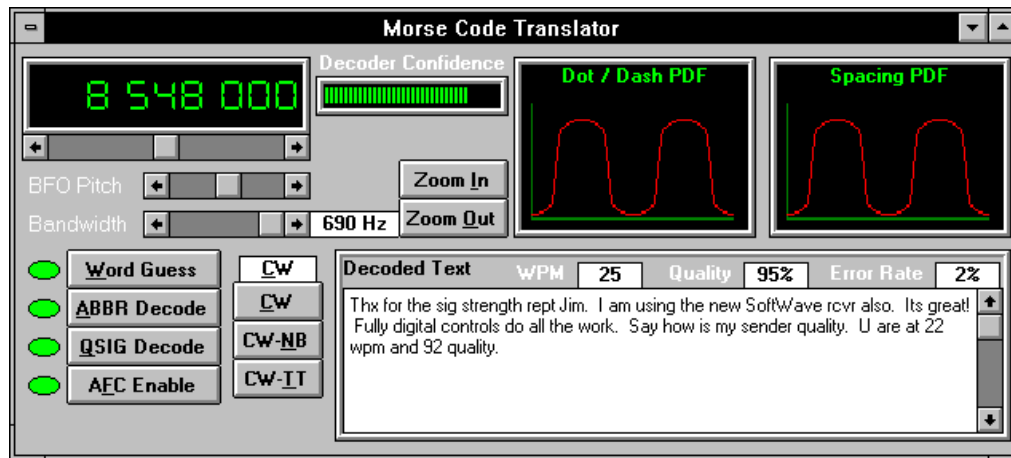 Morse Code Translator
8 548 000
Decoder Confidence
Dot / Dash PDF
Spacing PDF
BFO Pitch
Zoom In
Bandwidth
690 Hz
Zoom Out
Word Guess
CW
ABBR Decode
CW
QSIG Decode
CW-NB
AFC Enable
CW-TT
Decoded Text WPM 25 Quality 95% Error Rate 2%
Thx for the sig strength rept Jim. I am using the new SoftWave rcvr also. Its great!
Fully digital controls do all the work. Say how is my sender quality. U are at 22
wpm and 92 quality.